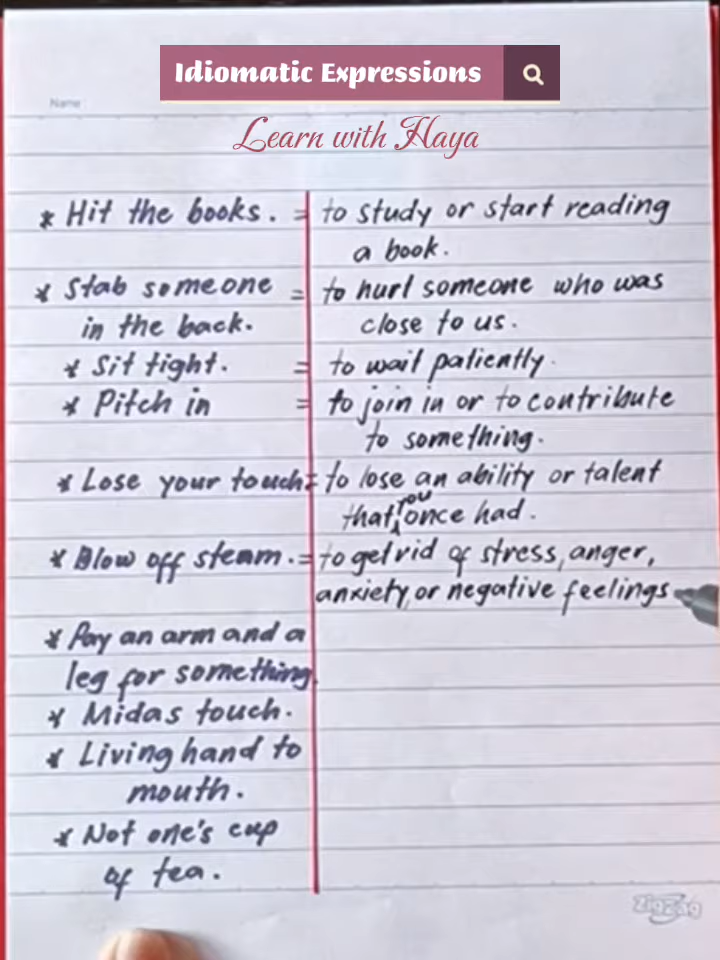 Idiomatic Expressions
Learn with Haya
Name
* Hit the books. = to study or start reading
a book.
* Stab someone = to hurt someone who was
in the back. close to us.
* Sit tight. = to wait patiently.
* Pitch in = to join in or to contribute
to something.
* Lose your touch = to lose an ability or talent
that you once had.
* Blow off steam. = to get rid of stress, anger,
anxiety, or negative feelings
* Pay an arm and a
leg for something.
* Midas touch.
* Living hand to
mouth.
* Not one's cup
of tea.
ZigZag